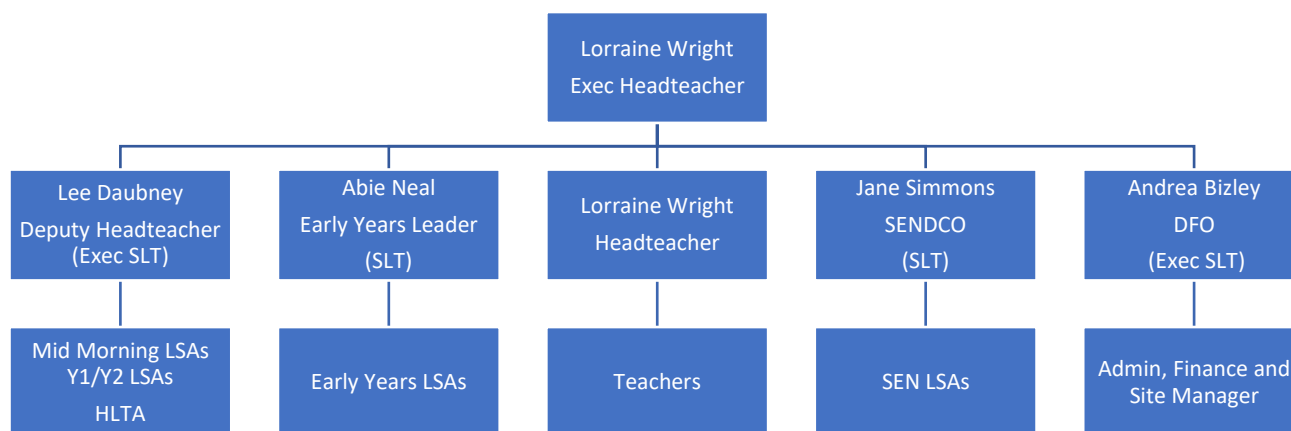 Lorraine Wright
Exec Headteacher
Lee Daubney
Deputy Headteacher
(Exec SLT)
Abie Neal
Early Years Leader
(SLT)
Lorraine Wright
Headteacher
Jane Simmons
SENDCO
(SLT)
Andrea Bizley
DFO
(Exec SLT)
Mid Morning LSAs
Y1/Y2 LSAs
HLTA
Early Years LSAs
Teachers
SEN LSAs
Admin, Finance and
Site Manager